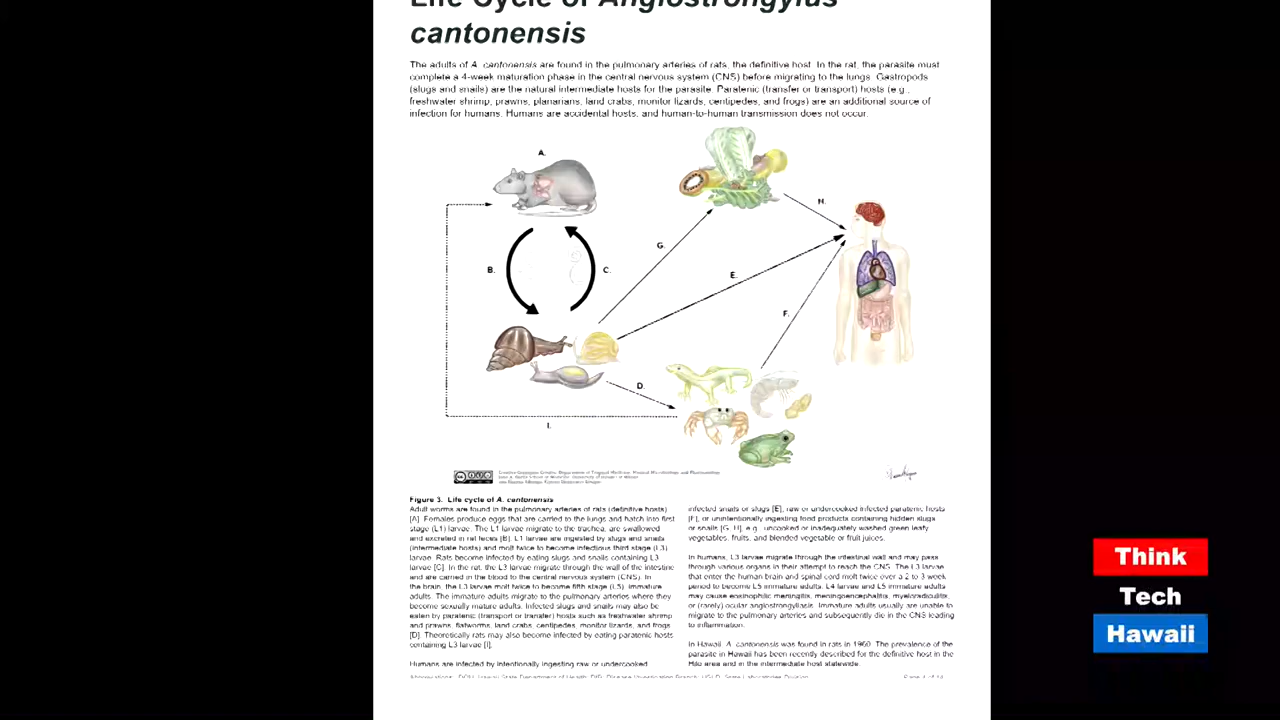 Life Cycle of Angiostrongylus
cantonensis
The adults of A. cantonensis are found in the pulmonary arteries of rats, the definitive host. In the rat, the parasite must
complete a 4-week maturation phase in the central nervous system (CNS) before migrating to the lungs. Gastropods
(slugs and snails) are the natural intermediate hosts for the parasite. Paratenic (transfer or transport) hosts (e.g.,
freshwater shrimp, prawns, planarians, land crabs, monitor lizards, centipedes, and frogs) are an additional source of
infection for humans. Humans are accidental hosts, and human-to-human transmission does not occur.
A.
H.
G.
B.
C.
E.
F.
D.
I.
Figure 3. Life cycle of A. cantonensis
Adult worms are found in the pulmonary arteries of rats (definitive hosts)
[A]. Females produce eggs that are carried to the lungs and hatch into first
stage (L1) larvae. The L1 larvae migrate to the trachea, are swallowed
and excreted in rat feces [B]. L1 larvae are ingested by slugs and snails
(intermediate hosts) and molt twice to become infectious third stage (L3)
larvae. Rats become infected by eating slugs and snails containing L3
larvae [C]. In the rat, the L3 larvae migrate through the wall of the intestine
and are carried in the blood to the central nervous system (CNS). In
the brain, the L3 larvae molt twice to become fifth stage (L5), immature
adults. The immature adults migrate to the pulmonary arteries where they
become sexually mature adults. Infected slugs and snails may also be
eaten by paratenic (transport or transfer) hosts such as freshwater shrimp
and prawns, flatworms, land crabs, centipedes, monitor lizards, and frogs
[D]. Theoretically rats may also become infected by eating paratenic hosts
containing L3 larvae [I].
Humans are infected by intentionally ingesting raw or undercooked
infected snails or slugs [E], raw or undercooked infected paratenic hosts
[F], or unintentionally ingesting food products containing hidden slugs
or snails [G, H], e.g., uncooked or inadequately washed green leafy
vegetables, fruits, and blended vegetable or fruit juices.
In humans, L3 larvae migrate through the intestinal wall and may pass
through various organs in their attempt to reach the CNS. The L3 larvae
that enter the human brain and spinal cord molt twice over a 2 to 3 week
period to become L5 immature adults. L4 larvae and L5 immature adults
may cause eosinophilic meningitis, meningoencephalitis, myeloradiculitis,
or (rarely) ocular angiostrongyliasis. Immature adults usually are unable to
migrate to the pulmonary arteries and subsequently die in the CNS leading
to inflammation.
In Hawaii, A. cantonensis was found in rats in 1960. The prevalence of the
parasite in Hawaii has been recently described for the definitive host in the
Hilo area and in the intermediate host statewide.
Think
Tech
Hawaii